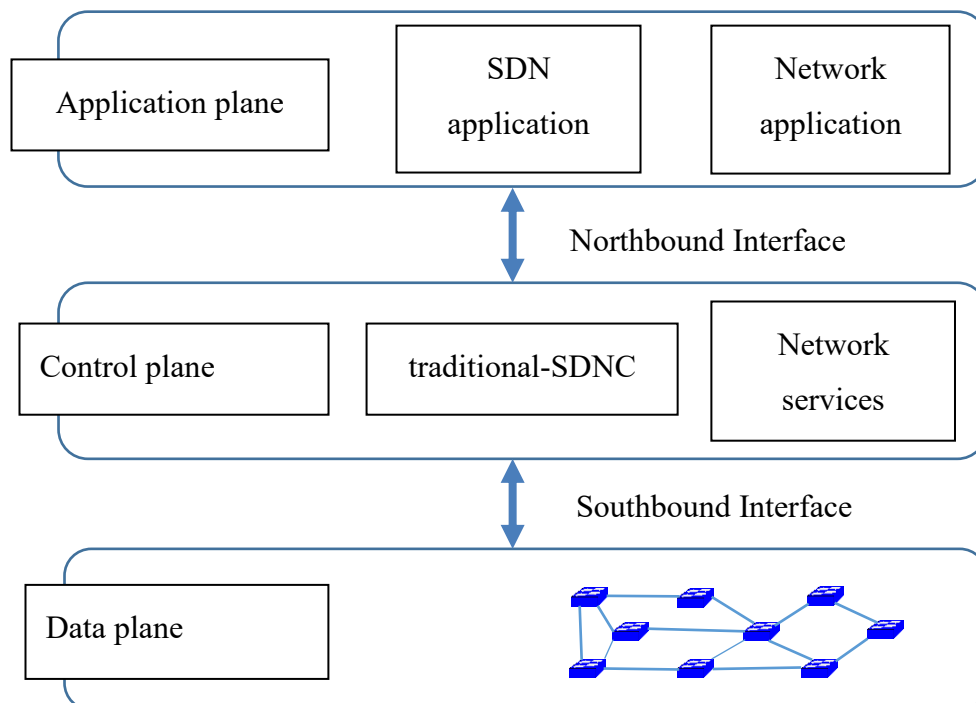 Application plane
SDN
application
Network
application
Northbound Interface
Control plane
traditional-SDNC
Network
services
Southbound Interface
Data plane